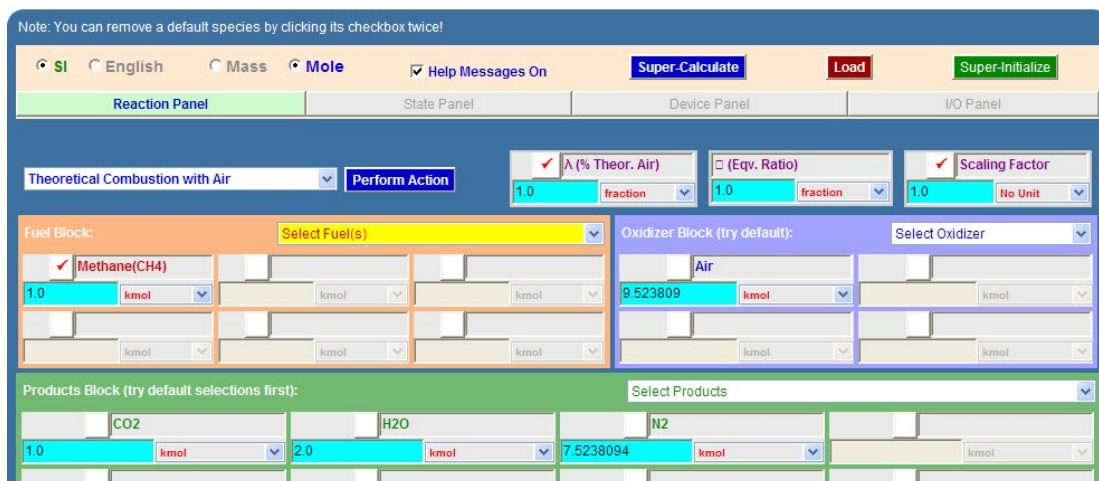 Note: You can remove a default species by clicking its checkbox twice!
SI English Mass Mole Help Messages On Super-Calculate Load Super-Initialize
Reaction Panel State Panel Device Panel I/O Panel
λ (% Theor. Air) □ (Eqv. Ratio) Scaling Factor
Theoretical Combustion with Air Perform Action
1.0 fraction 1.0 fraction 1.0 No Unit
Fuel Block: Select Fuel(s) Oxidizer Block (try default): Select Oxidizer
Methane(CH4) Air
1.0 kmol kmol kmol 9.523809 kmol kmol
kmol kmol kmol kmol kmol
Products Block (try default selections first): Select Products
CO2 H2O N2
1.0 kmol 2.0 kmol 7.5238094 kmol kmol